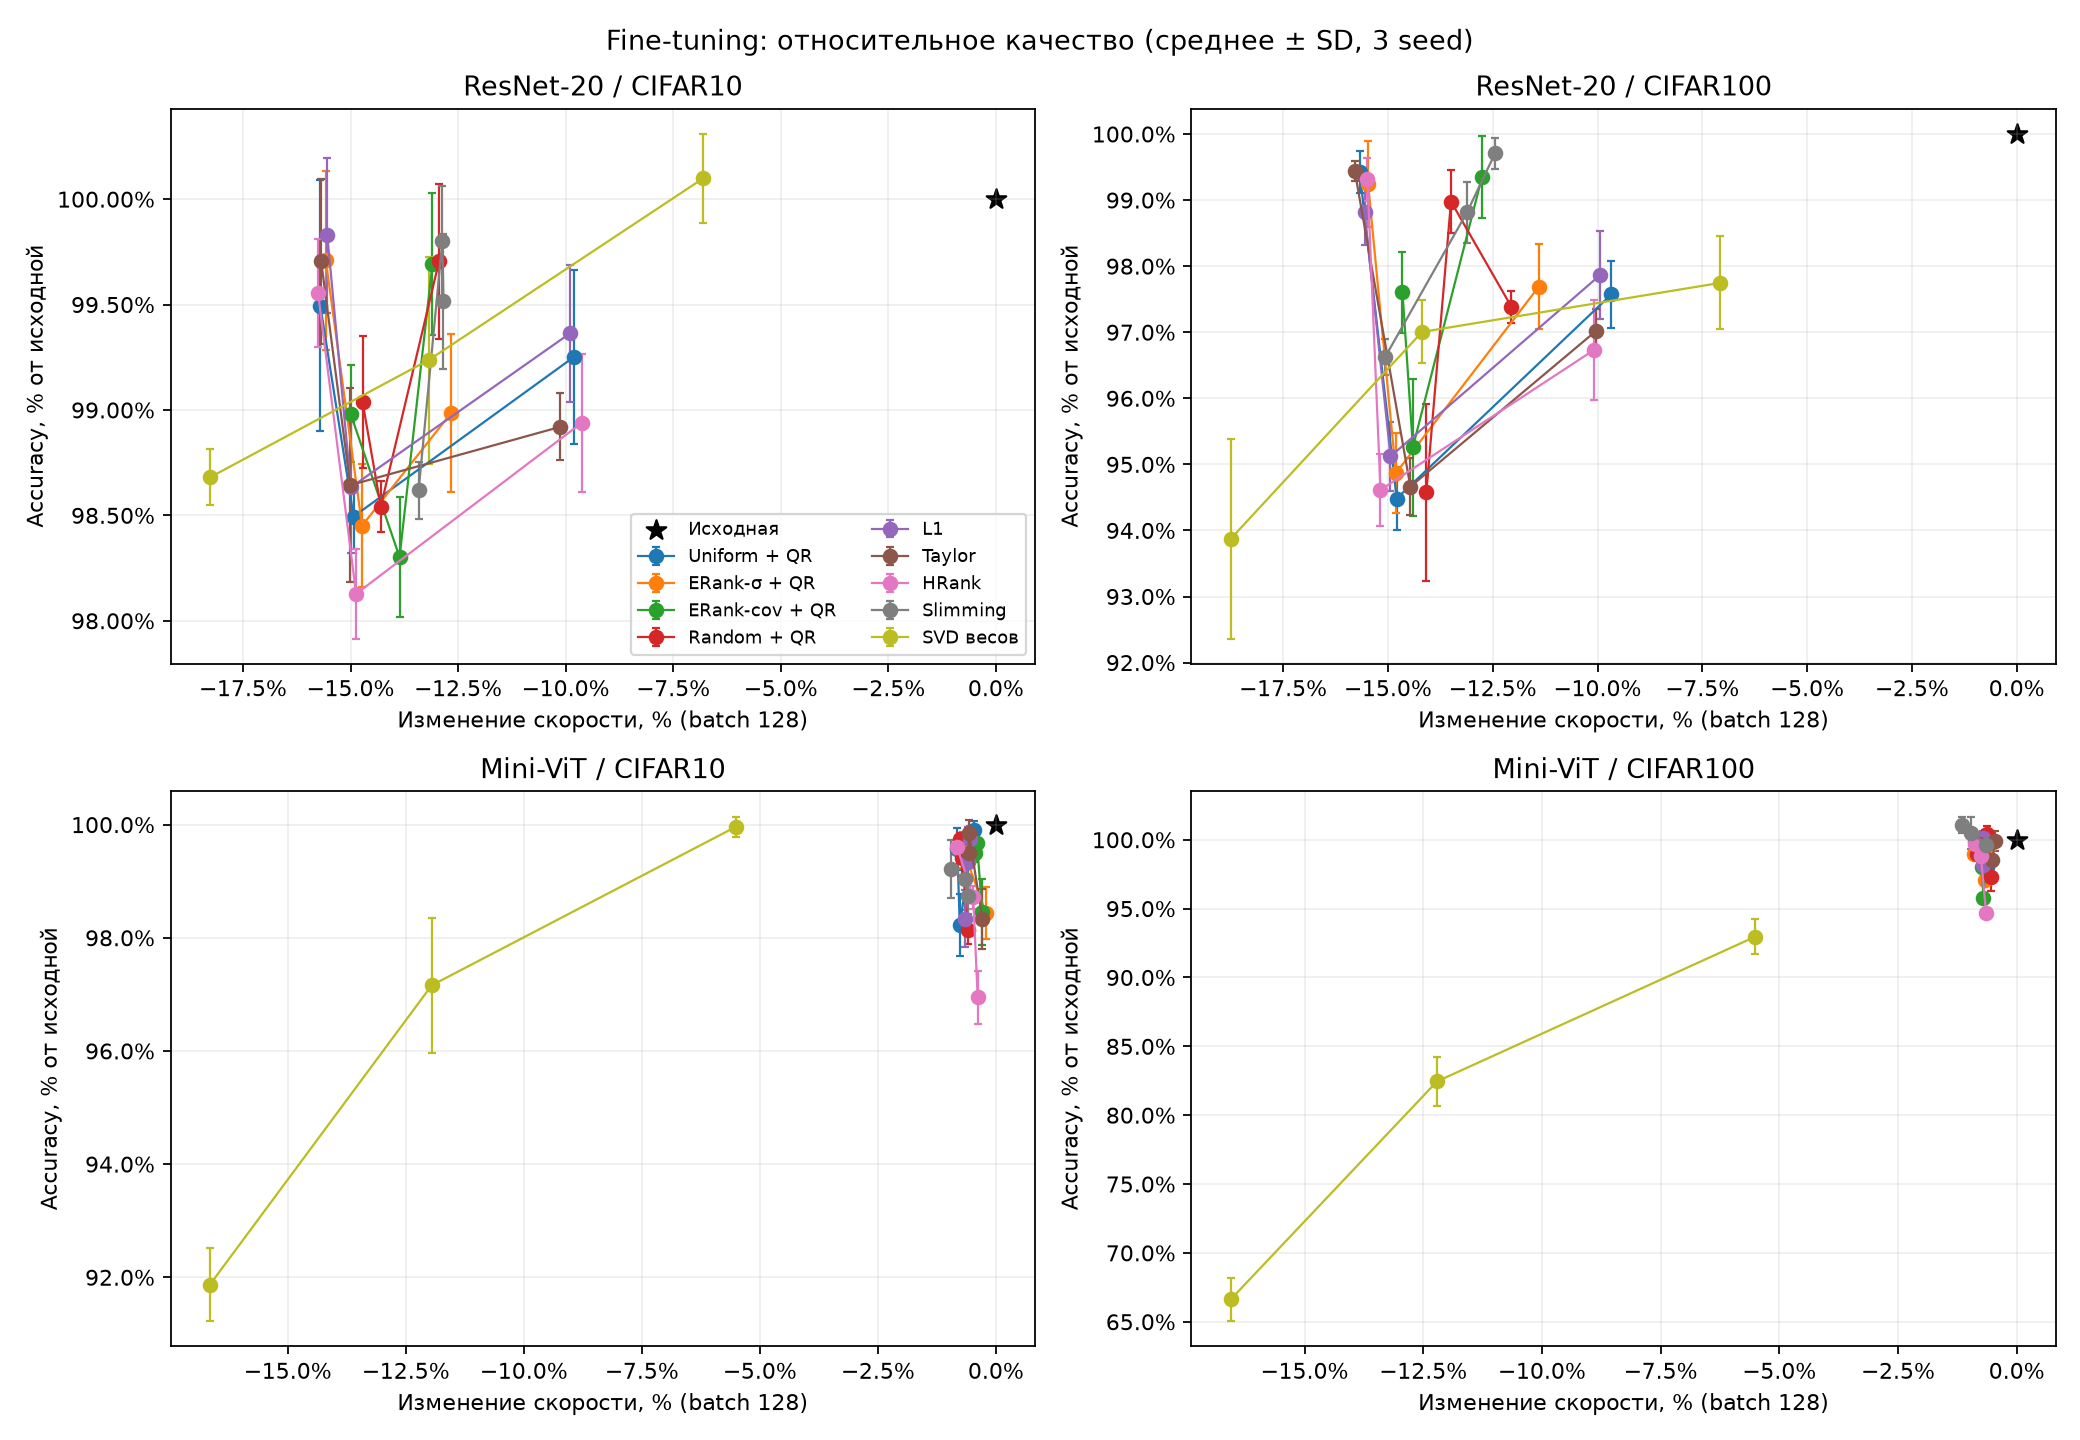 Fine-tuning: относительное качество (среднее ± SD, 3 seed)
ResNet-20 / CIFAR10
Accuracy, % от исходной
100.00%
99.50%
99.00%
98.50%
98.00%
Исходная
Uniform + QR
ERank-σ + QR
ERank-cov + QR
Random + QR
L1
Taylor
HRank
Slimming
SVD весов
−17.5% −15.0% −12.5% −10.0% −7.5% −5.0% −2.5% 0.0%
Изменение скорости, % (batch 128)
ResNet-20 / CIFAR100
Accuracy, % от исходной
100.0%
99.0%
98.0%
97.0%
96.0%
95.0%
94.0%
93.0%
92.0%
−17.5% −15.0% −12.5% −10.0% −7.5% −5.0% −2.5% 0.0%
Изменение скорости, % (batch 128)
Mini-ViT / CIFAR10
Accuracy, % от исходной
100.0%
98.0%
96.0%
94.0%
92.0%
−15.0% −12.5% −10.0% −7.5% −5.0% −2.5% 0.0%
Изменение скорости, % (batch 128)
Mini-ViT / CIFAR100
Accuracy, % от исходной
100.0%
95.0%
90.0%
85.0%
80.0%
75.0%
70.0%
65.0%
−15.0% −12.5% −10.0% −7.5% −5.0% −2.5% 0.0%
Изменение скорости, % (batch 128)